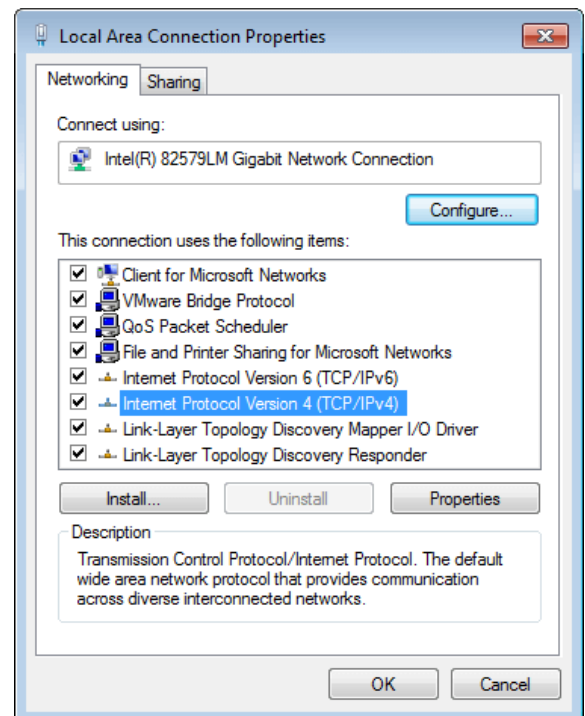 Local Area Connection Properties
Networking
Sharing
Connect using:
Intel(R) 82579LM Gigabit Network Connection
Configure...
This connection uses the following items:
Client for Microsoft Networks
VMware Bridge Protocol
QoS Packet Scheduler
File and Printer Sharing for Microsoft Networks
Internet Protocol Version 6 (TCP/IPv6)
Internet Protocol Version 4 (TCP/IPv4)
Link-Layer Topology Discovery Mapper I/O Driver
Link-Layer Topology Discovery Responder
Install...
Uninstall
Properties
Description
Transmission Control Protocol/Internet Protocol. The default
wide area network protocol that provides communication
across diverse interconnected networks.
OK
Cancel